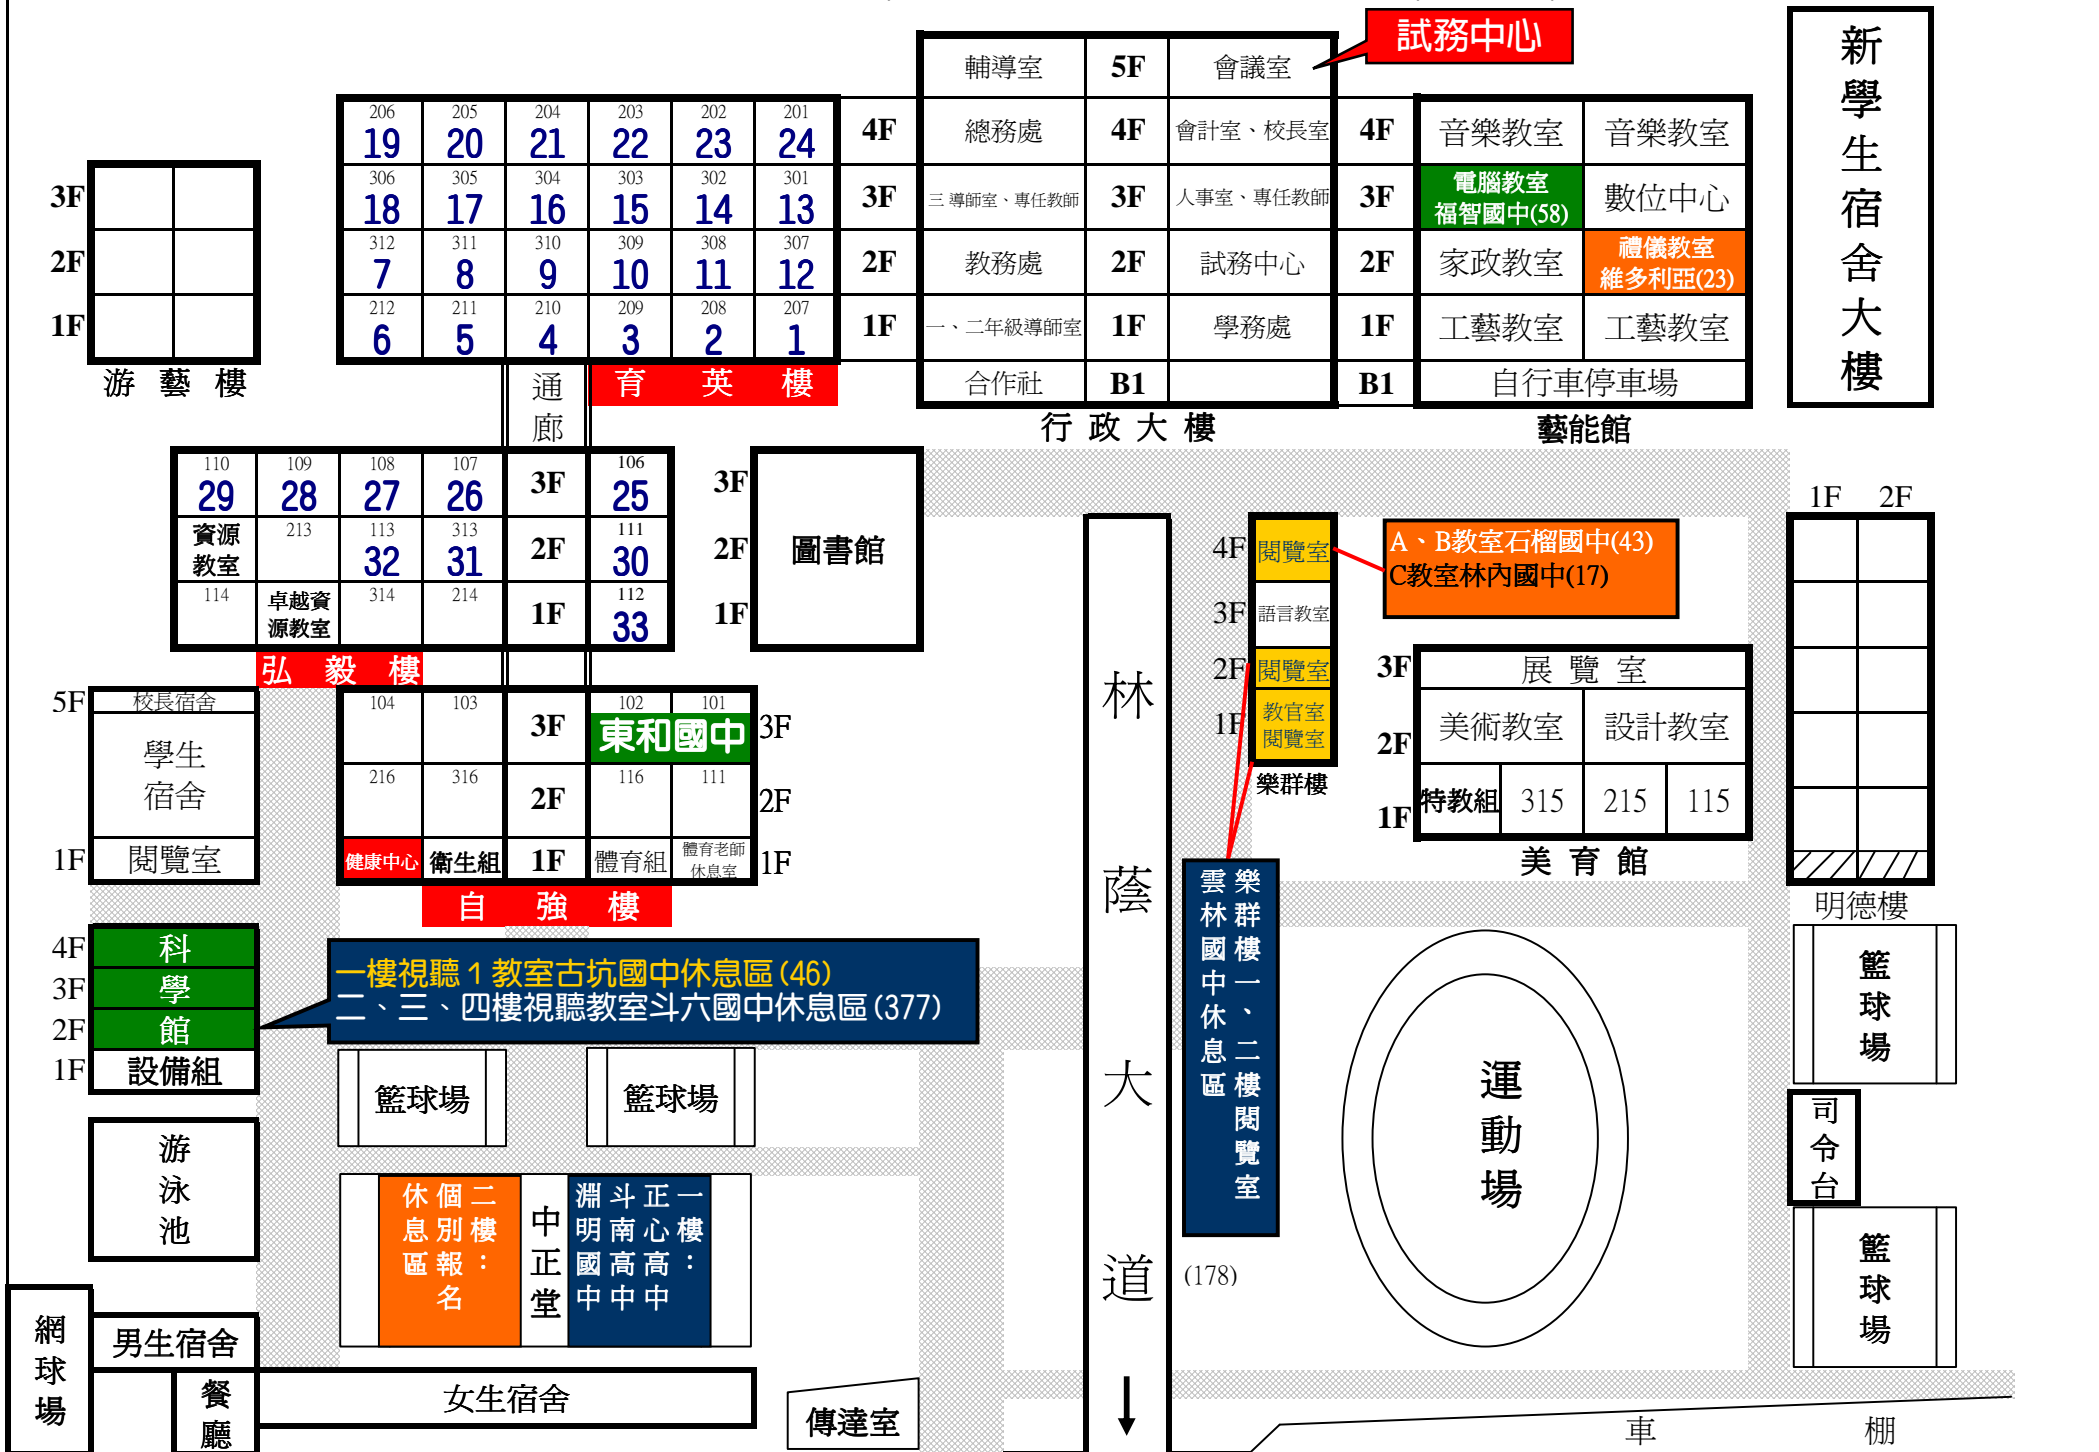 試務中心
輔導室 5F 會議室
206 205 204 203 202 201
19 20 21 22 23 24
4F 總務處 4F 會計室、校長室 4F 音樂教室 音樂教室
3F
306 305 304 303 302 301
18 17 16 15 14 13
3F 三導師室、專任教師 3F 人事室、專任教師 3F
電腦教室
福智國中(58)
數位中心
2F
312 311 310 309 308 307
7 8 9 10 11 12
2F 教務處 2F 試務中心 2F 家政教室
禮儀教室
維多利亞(23)
1F
212 211 210 209 208 207
6 5 4 3 2 1
1F 一、二年級導師室 1F 學務處 1F 工藝教室 工藝教室
合作社 B1 B1 自行車停車場
游藝樓
通廊
育英樓
行政大樓
藝能館
新學生宿舍大樓
110 109 108 107 3F 106
29 28 27 26 25
資源
教室
213 113 313 2F 111
32 31 30
114
卓越資
源教室
314 214 1F 112
33
弘毅樓
3F
2F
1F
圖書館
5F 校長宿舍
學生
宿舍
1F 閱覽室
104 103 3F 102 101
東和國中 3F
216 316 2F 116 111 2F
健康中心 衛生組 1F 體育組
體育老師
休息室
1F
自強樓
4F 科
3F 學
2F 館
1F 設備組
一樓視聽1教室古坑國中休息區(46)
二、三、四樓視聽教室斗六國中休息區(377)
籃球場 籃球場
游泳池
二樓：
個別報名
休息區
中正堂
一樓：
正心高中
斗南高中
淵明國中
網球場
男生宿舍
餐廳
女生宿舍
傳達室
林蔭大道
4F 閱覽室
3F 語言教室
2F 閱覽室
1F 教官室
閱覽室
樂群樓
A、B教室石榴國中(43)
C教室林內國中(17)
樂群樓一、二樓閱覽室
雲林國中休息區
(178)
3F 展覽室
2F 美術教室 設計教室
1F 特教組 315 215 115
美育館
1F 2F
明德樓
運動場
籃球場
司令台
籃球場
車棚